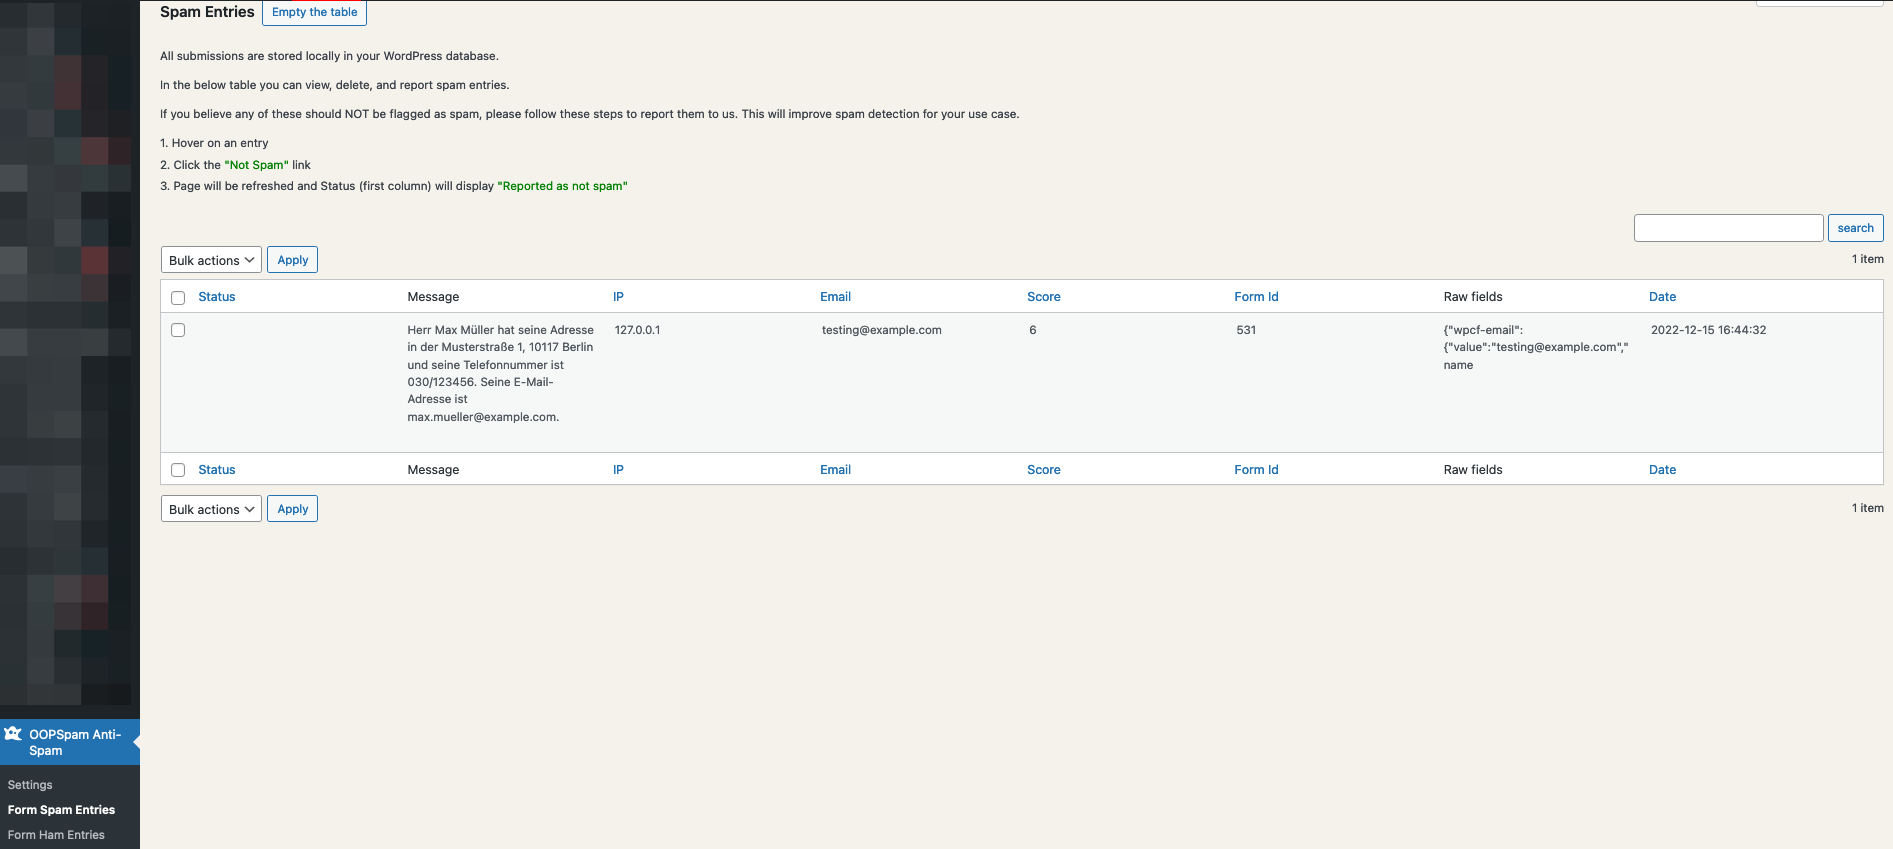 Spam Entries Empty the table
All submissions are stored locally in your WordPress database.
In the below table you can view, delete, and report spam entries.
If you believe any of these should NOT be flagged as spam, please follow these steps to report them to us. This will improve spam detection for your use case.
1. Hover on an entry
2. Click the "Not Spam" link
3. Page will be refreshed and Status (first column) will display "Reported as not spam"
search
Bulk actions Apply
1 item
Status Message IP Email Score Form Id Raw fields Date
Herr Max Müller hat seine Adresse
in der Musterstraße 1, 10117 Berlin
und seine Telefonnummer ist
030/123456. Seine E-Mail-
Adresse ist
max.mueller@example.com.
127.0.0.1
testing@example.com
6
531
{"wpcf-email":
{"value":"testing@example.com","
name
2022-12-15 16:44:32
Status Message IP Email Score Form Id Raw fields Date
Bulk actions Apply
1 item
OOPSpam Anti-
Spam
Settings
Form Spam Entries
Form Ham Entries